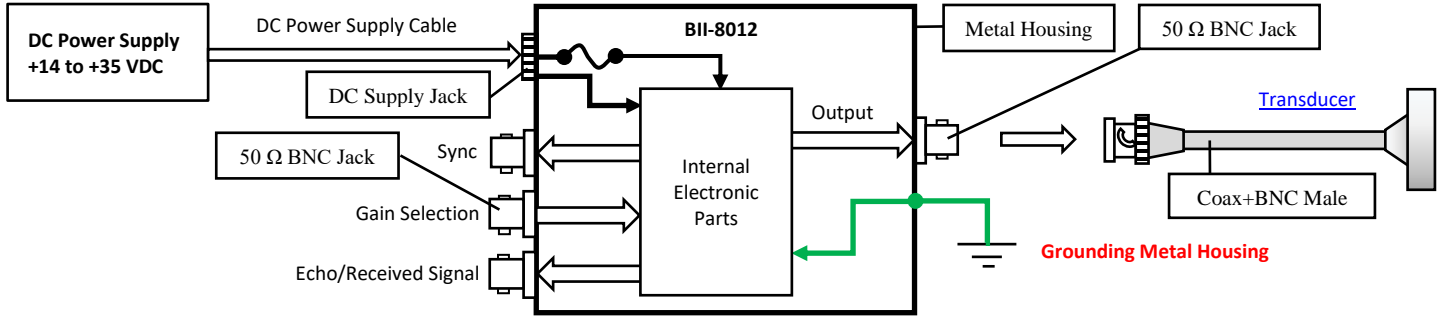 DC Power Supply
+14 to +35 VDC
DC Power Supply Cable
DC Supply Jack
BII-8012
Metal Housing
50 Ω BNC Jack
Sync
50 Ω BNC Jack
Gain Selection
Echo/Received Signal
Internal
Electronic
Parts
Output
Transducer
Coax+BNC Male
Grounding Metal Housing